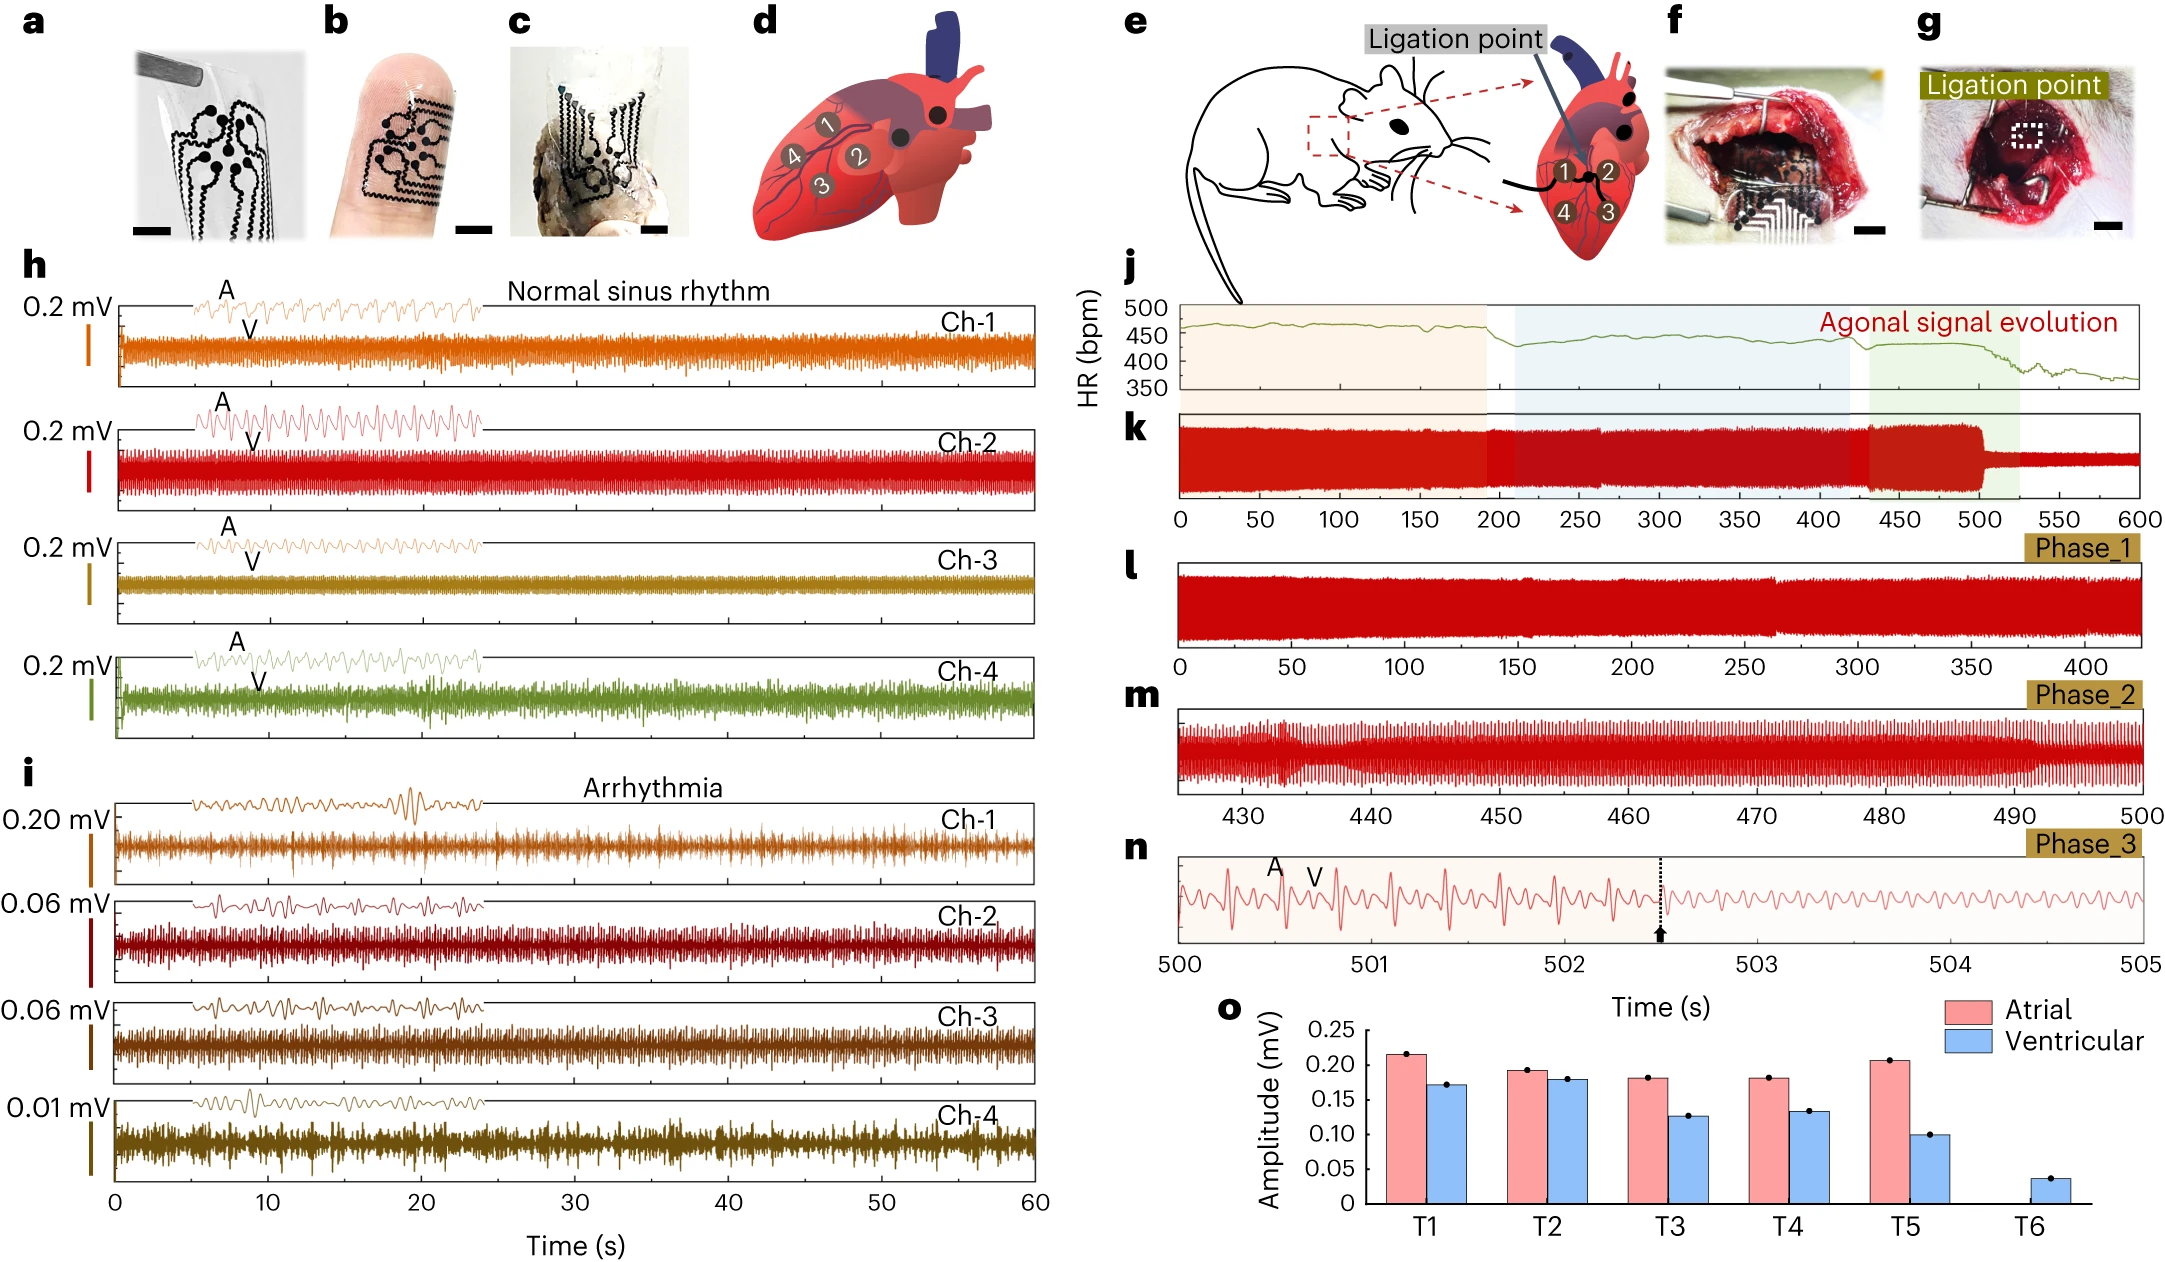 a
b
c
d
1
2
3
4
e
Ligation point
1
2
4
3
f
g
Ligation point
h
Normal sinus rhythm
0.2 mV
A
V
Ch-1
0.2 mV
A
V
Ch-2
0.2 mV
A
V
Ch-3
0.2 mV
A
V
Ch-4
i
Arrhythmia
0.20 mV
Ch-1
0.06 mV
Ch-2
0.06 mV
Ch-3
0.01 mV
Ch-4
0 10 20 30 40 50 60
Time (s)
j
HR (bpm)
500
450
400
350
Agonal signal evolution
k
0 50 100 150 200 250 300 350 400 450 500 550 600
l
Phase_1
0 50 100 150 200 250 300 350 400
m
Phase_2
430 440 450 460 470 480 490 500
n
Phase_3
A
V
500 501 502 503 504 505
Time (s)
o
Amplitude (mV)
0.25
0.20
0.15
0.10
0.05
0
Atrial
Ventricular
T1 T2 T3 T4 T5 T6